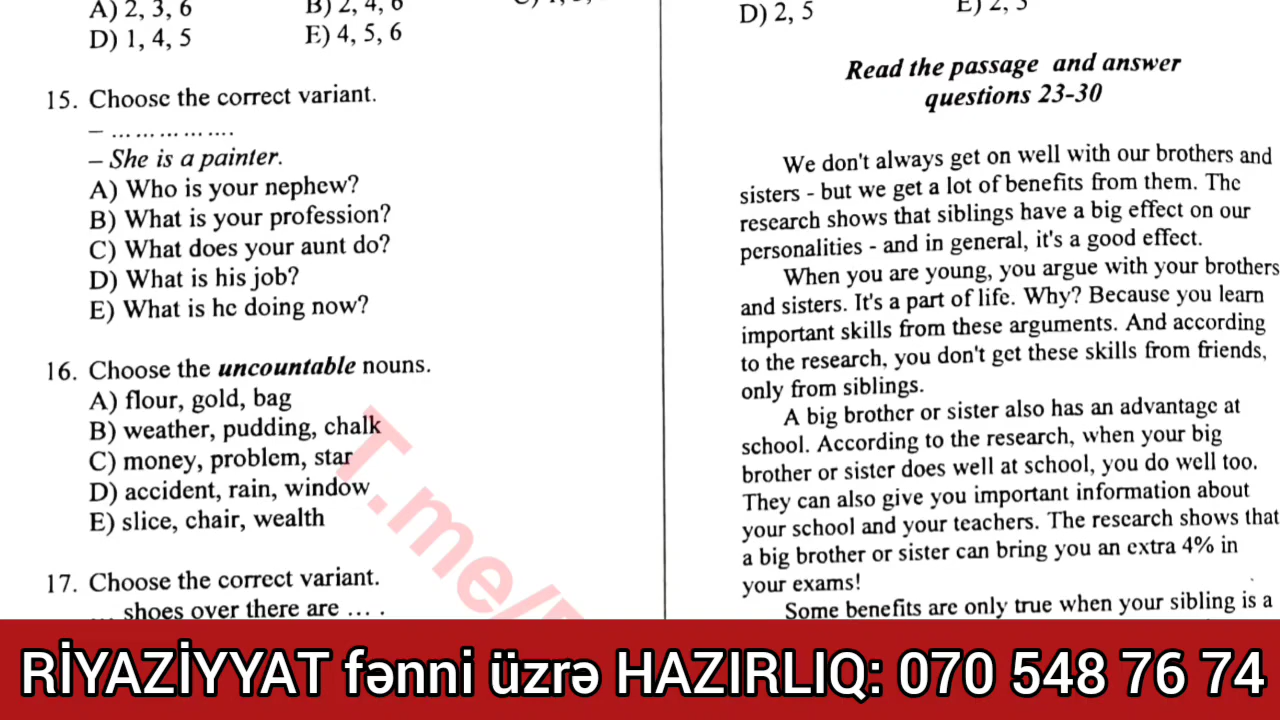 A) 2, 3, 6
B) 2, 4, 6
D) 1, 4, 5
E) 4, 5, 6
15. Choose the correct variant.
– ... ... ... ... ....
– She is a painter.
A) Who is your nephew?
B) What is your profession?
C) What does your aunt do?
D) What is his job?
E) What is he doing now?
16. Choose the uncountable nouns.
A) flour, gold, bag
B) weather, pudding, chalk
C) money, problem, star
D) accident, rain, window
E) slice, chair, wealth
17. Choose the correct variant.
... shoes over there are ... .
D) 2, 5
Read the passage and answer
questions 23-30
We don't always get on well with our brothers and
sisters - but we get a lot of benefits from them. The
research shows that siblings have a big effect on our
personalities - and in general, it's a good effect.
When you are young, you argue with your brothers
and sisters. It's a part of life. Why? Because you learn
important skills from these arguments. And according
to the research, you don't get these skills from friends,
only from siblings.
A big brother or sister also has an advantage at
school. According to the research, when your big
brother or sister does well at school, you do well too.
They can also give you important information about
your school and your teachers. The research shows that
a big brother or sister can bring you an extra 4% in
your exams!
Some benefits are only true when your sibling is a
T.me/
RİYAZİYYAT fənni üzrə HAZIRLIQ: 070 548 76 74